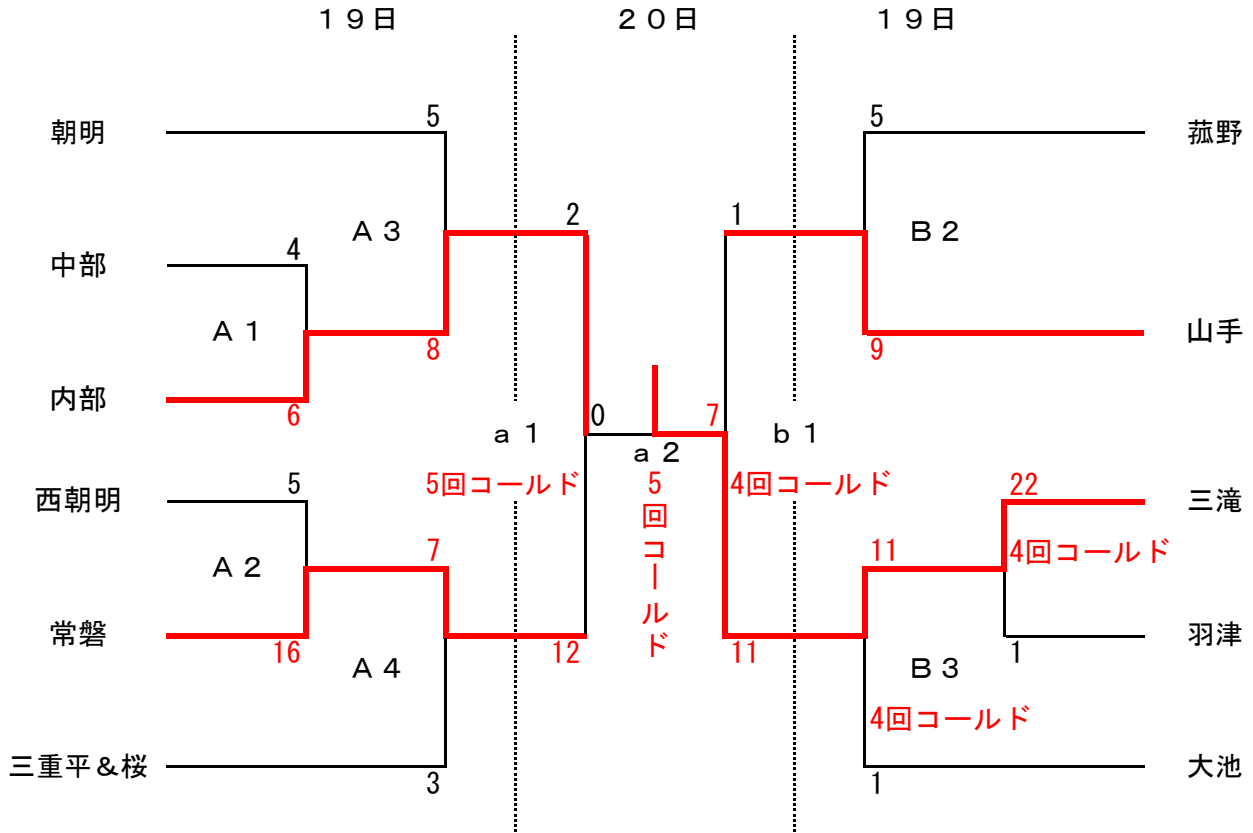 １９日 ２０日 １９日
5 5
朝明 菰野
2 1
Ａ３ Ｂ２
4
中部
Ａ１ 山手
8 9
内部
6
0 7
ａ１ ａ２ ｂ１
5回コールド
5回コールド
4回コールド
5 22
西朝明 三滝
7 11 4回コールド
Ａ２
常磐 羽津
16 12 11 1
Ａ４ Ｂ３
4回コールド
三重平＆桜 大池
3 1